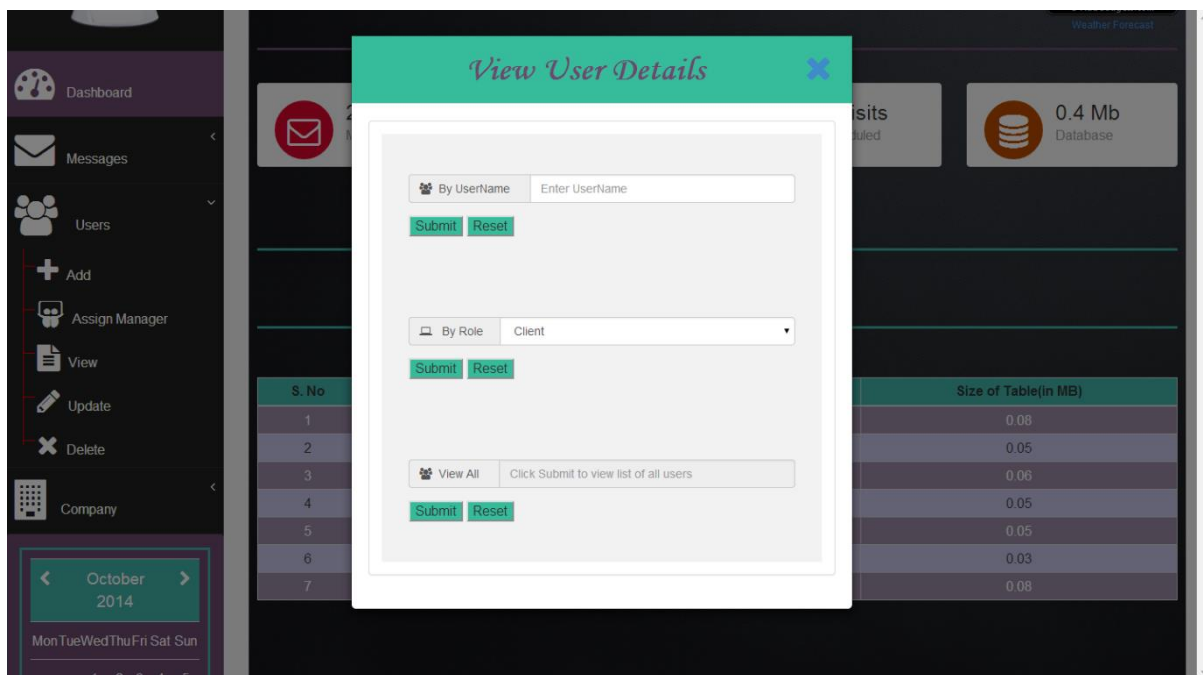 Weather Forecast
Dashboard
Messages
Users
Add
Assign Manager
View
Update
Delete
Company
October
2014
Mon Tue Wed Thu Fri Sat Sun
View User Details
By UserName Enter UserName
Submit Reset
By Role Client
Submit Reset
View All Click Submit to view list of all users
Submit Reset
0.4 Mb
Database
S. No Size of Table(in MB)
1 0.08
2 0.05
3 0.06
4 0.05
5 0.05
6 0.03
7 0.08